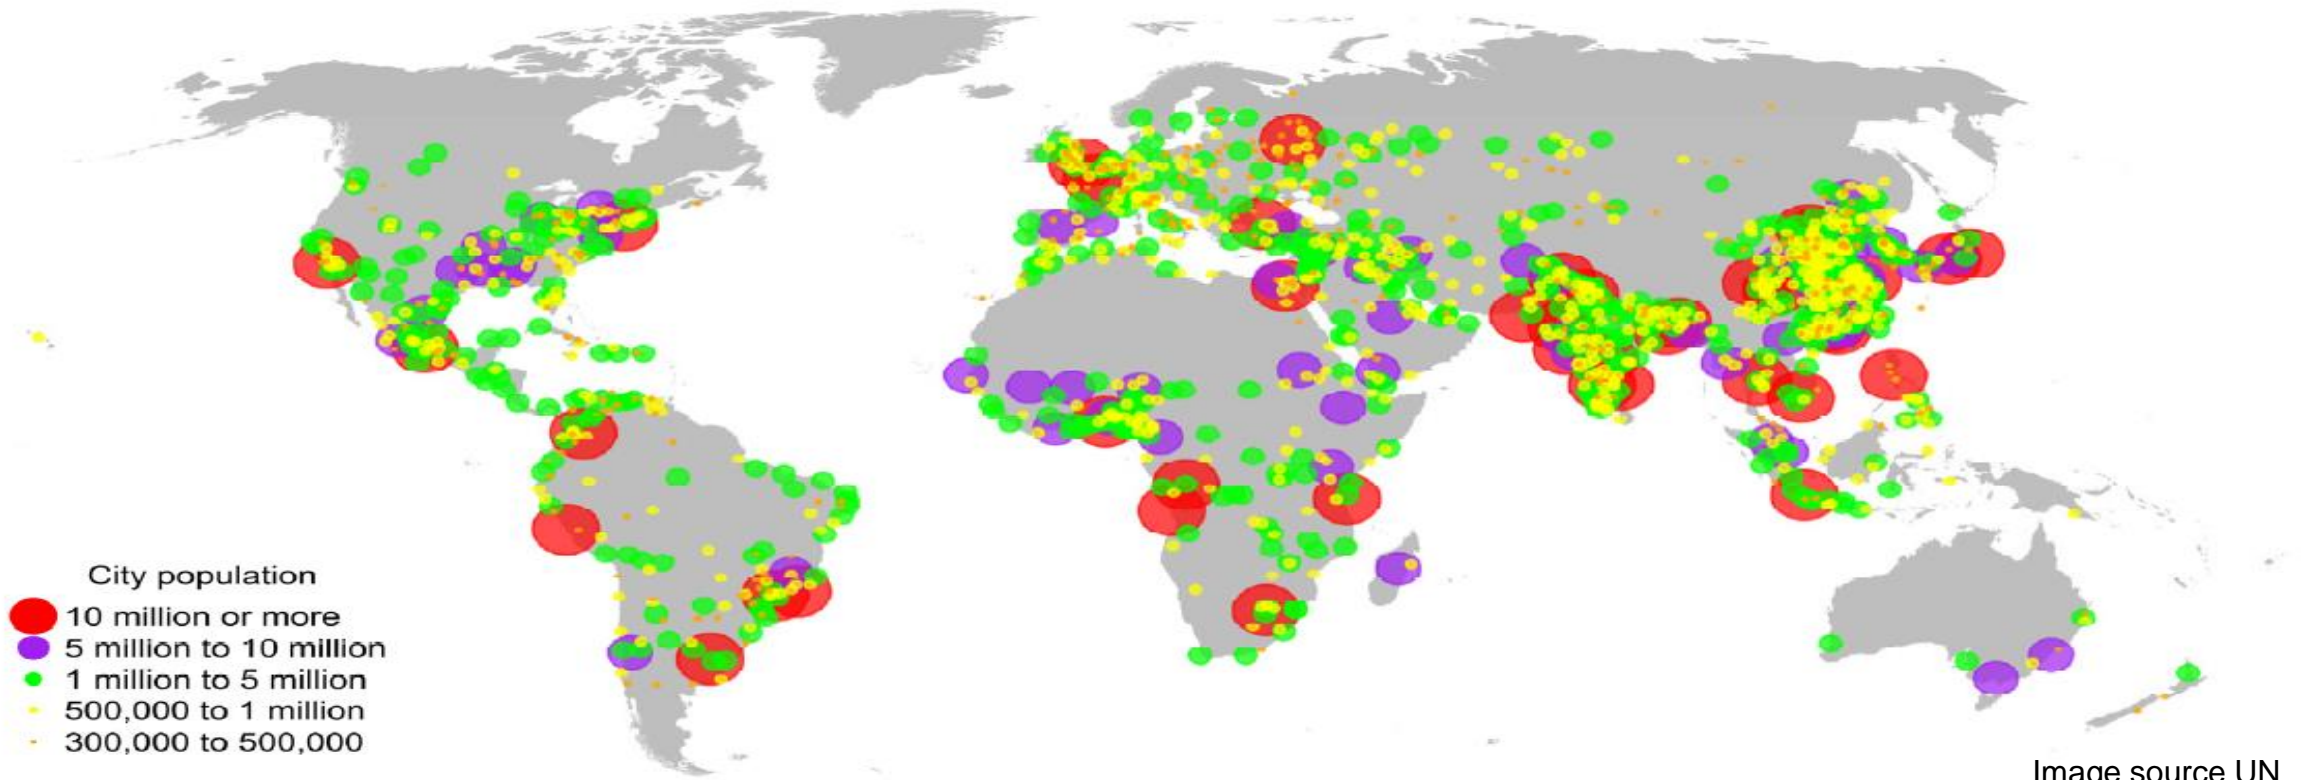 City population
10 million or more
5 million to 10 million
1 million to 5 million
500,000 to 1 million
300,000 to 500,000
Image source UN